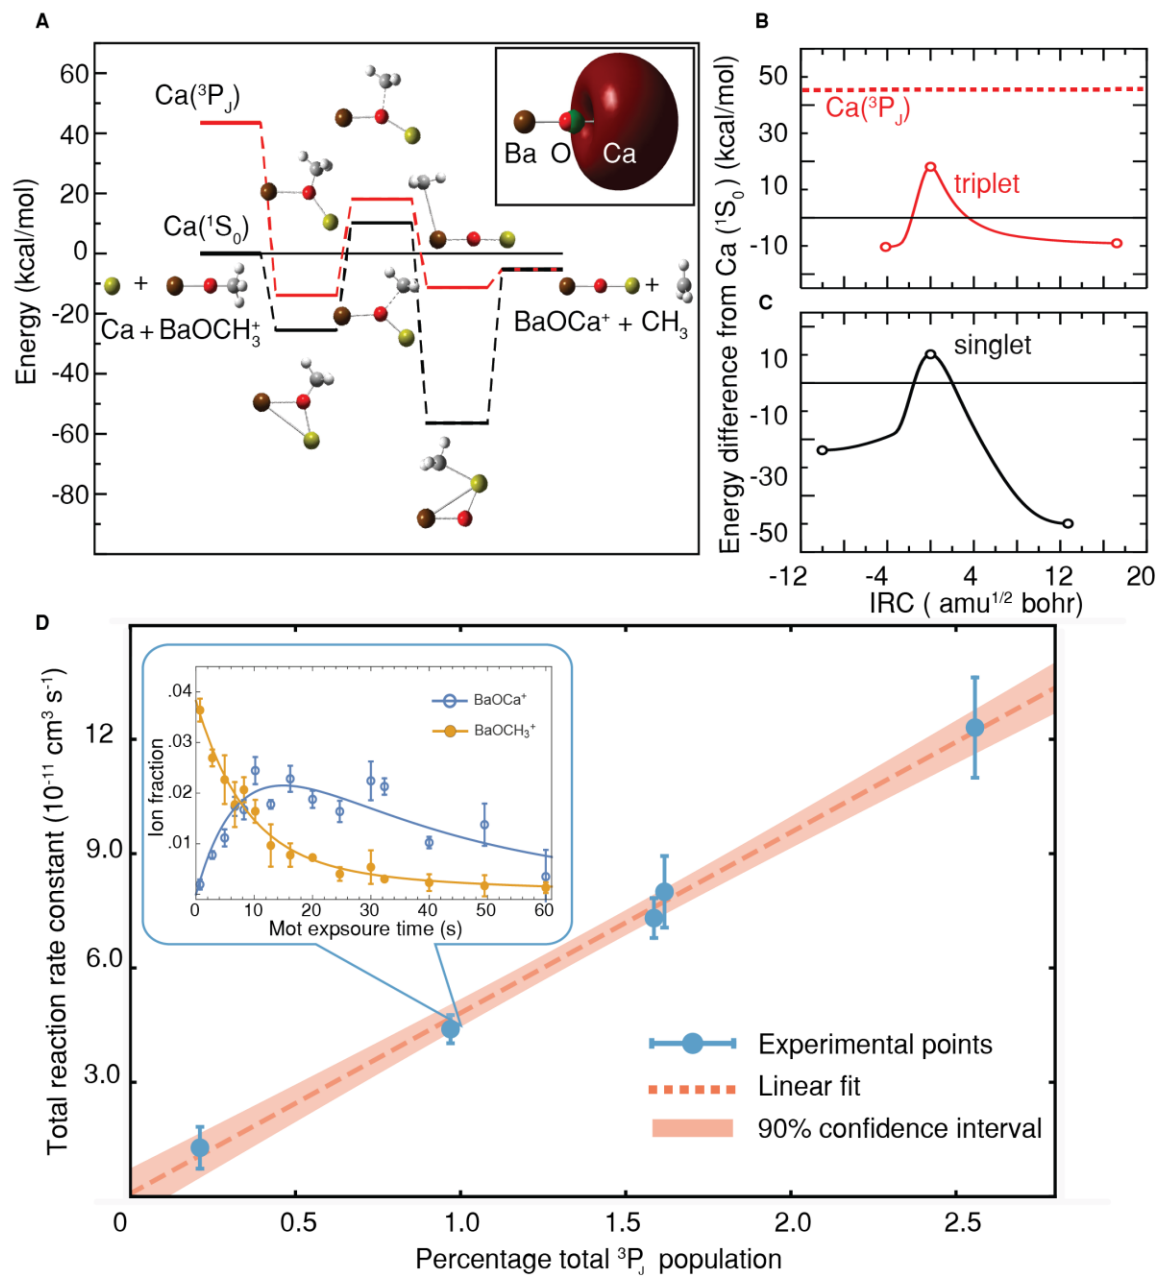 A
Energy (kcal/mol)
60
40
20
0
-20
-40
-60
-80
Ca(³P_J)
Ca(¹S₀)
+
Ca + BaOCH₃⁺
Ba O Ca
+
BaOCa⁺ + CH₃
B
Energy difference from Ca (¹S₀) (kcal/mol)
50
30
10
-10
Ca(³P_J)
triplet
C
10
-10
-30
-50
singlet
-12 -4 4 12 20
IRC ( amu^1/2 bohr)
D
Total reaction rate constant (10⁻¹¹ cm³ s⁻¹)
12
9.0
6.0
3.0
Ion fraction
.04
.03
.02
.01
BaOCa⁺
BaOCH₃⁺
0 10 20 30 40 50 60
Mot expsoure time (s)
Experimental points
Linear fit
90% confidence interval
0 0.5 1.0 1.5 2.0 2.5
Percentage total ³P_J population